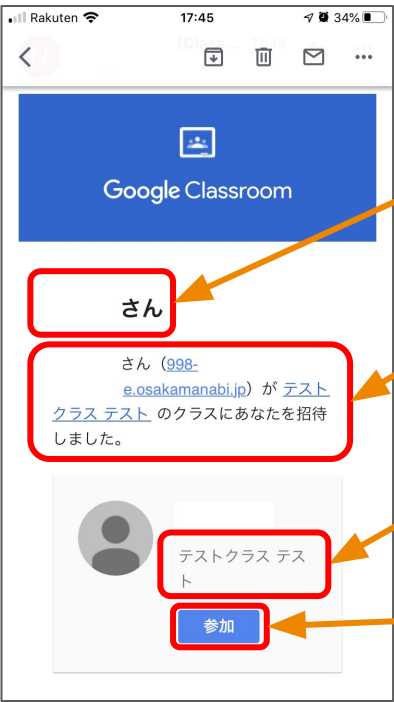 Rakuten 17:45 34%
Google Classroom
さん
さん（998-
e.osakamanabi.jp）が テスト
クラス テスト のクラスにあなたを招待
しました。
テストクラス テス
ト
参加